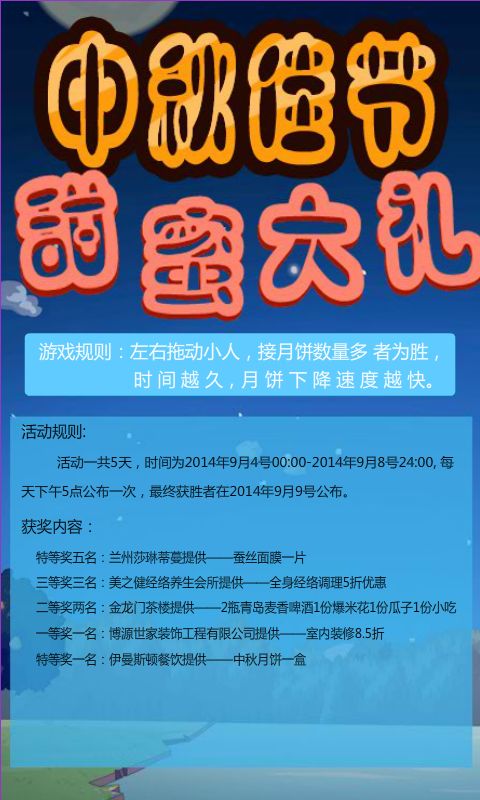 中秋佳节
甜蜜大礼
游戏规则：左右拖动小人，接月饼数量多 者为胜，
时间越久，月饼下降速度越快。
活动规则:
活动一共5天，时间为2014年9月4号00:00-2014年9月8号24:00, 每
天下午5点公布一次，最终获胜者在2014年9月9号公布。
获奖内容：
特等奖五名：兰州莎琳蒂蔓提供——蚕丝面膜一片
三等奖三名：美之健经络养生会所提供——全身经络调理5折优惠
二等奖两名：金龙门茶楼提供——2瓶青岛麦香啤酒1份爆米花1份瓜子1份小吃
一等奖一名：博源世家装饰工程有限公司提供——室内装修8.5折
特等奖一名：伊曼斯顿餐饮提供——中秋月饼一盒